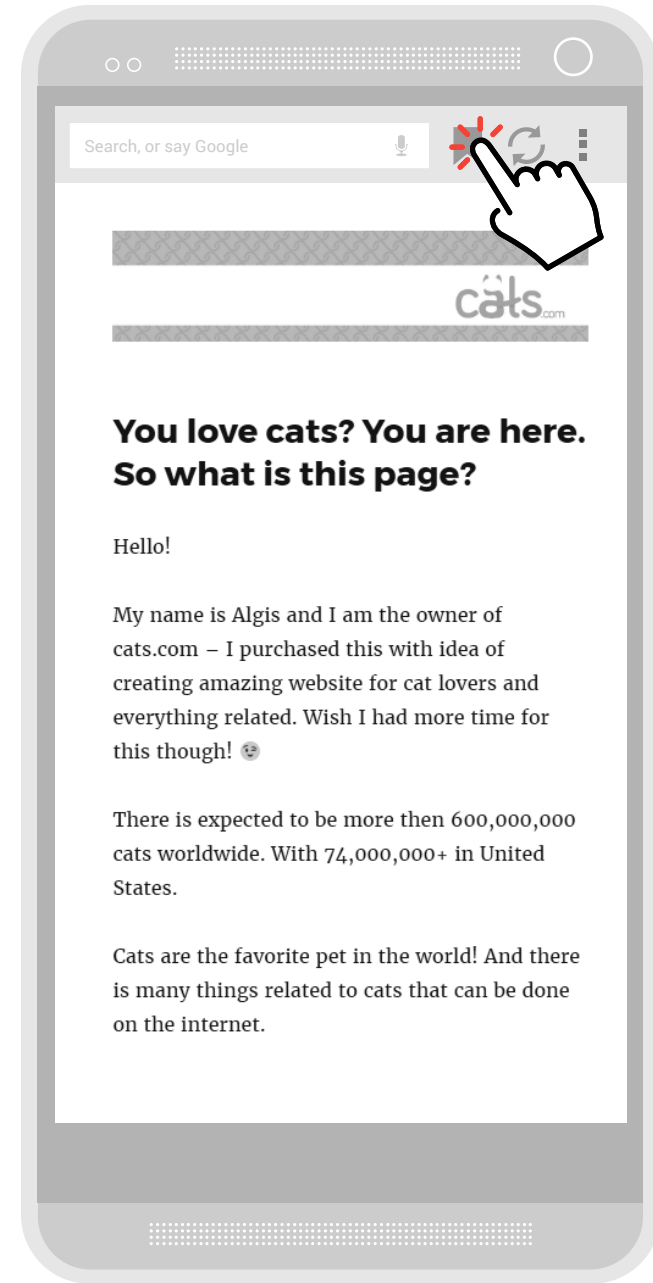 Search, or say Google
cats.com
You love cats? You are here.
So what is this page?
Hello!
My name is Algis and I am the owner of
cats.com – I purchased this with idea of
creating amazing website for cat lovers and
everything related. Wish I had more time for
this though! 😉
There is expected to be more then 600,000,000
cats worldwide. With 74,000,000+ in United
States.
Cats are the favorite pet in the world! And there
is many things related to cats that can be done
on the internet.